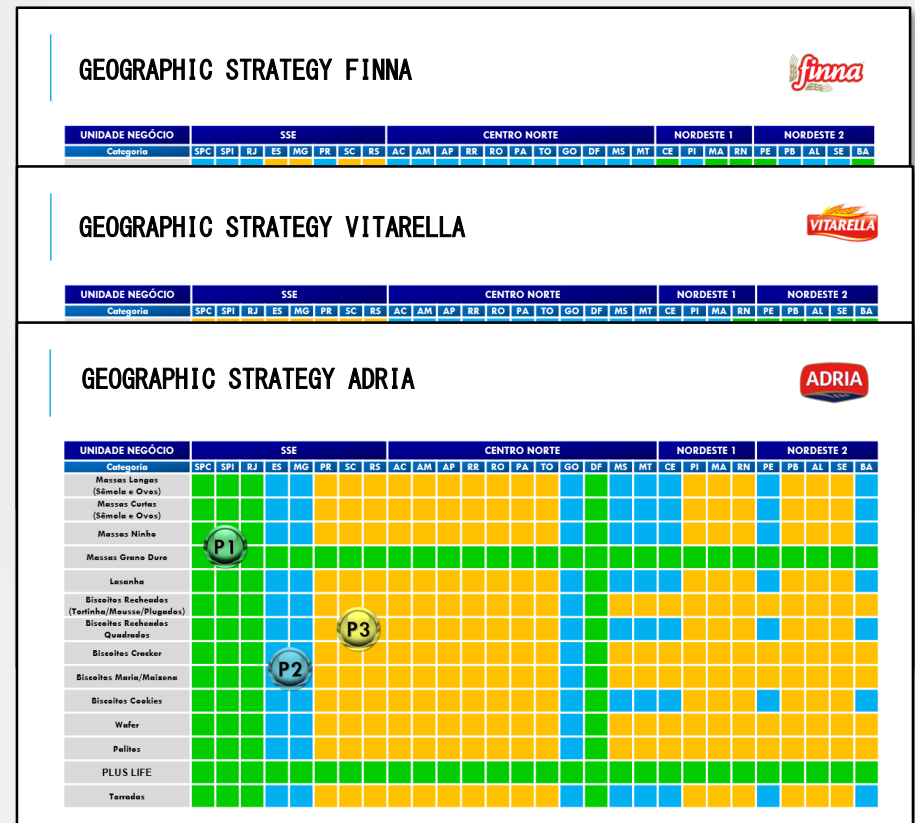 GEOGRAPHIC STRATEGY FINNA
finna
UNIDADE NEGÓCIO SSE CENTRO NORTE NORDESTE 1 NORDESTE 2
Categoria SPC SPI RJ ES MG PR SC RS AC AM AP RR RO PA TO GO DF MS MT CE PI MA RN PE PB AL SE BA
GEOGRAPHIC STRATEGY VITARELLA
VITARELLA
UNIDADE NEGÓCIO SSE CENTRO NORTE NORDESTE 1 NORDESTE 2
Categoria SPC SPI RJ ES MG PR SC RS AC AM AP RR RO PA TO GO DF MS MT CE PI MA RN PE PB AL SE BA
GEOGRAPHIC STRATEGY ADRIA
ADRIA
UNIDADE NEGÓCIO SSE CENTRO NORTE NORDESTE 1 NORDESTE 2
Categoria SPC SPI RJ ES MG PR SC RS AC AM AP RR RO PA TO GO DF MS MT CE PI MA RN PE PB AL SE BA
Massas Longas
(Sêmola e Ovos)
Massas Curtas
(Sêmola e Ovos)
Massas Ninho
P1
Massas Grano Duro
Lasanha
Biscoitos Recheados
(Tortinha/Mousse/Plugados)
Biscoitos Recheados
Quadrados
P3
Biscoitos Cracker
P2
Biscoitos Maria/Maizena
Biscoitos Cookies
Wafer
Palitos
PLUS LIFE
Torradas